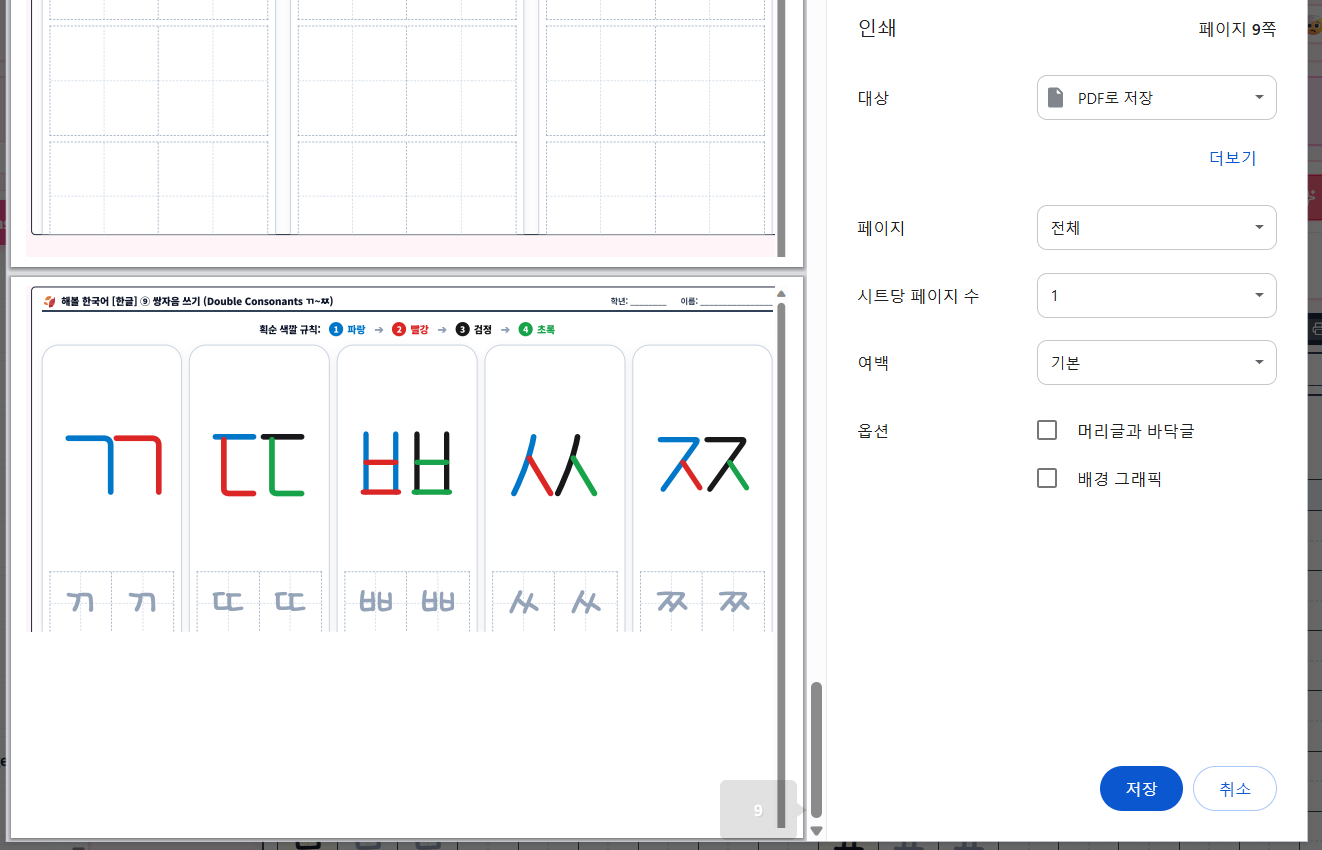 인쇄
페이지 9쪽
대상
PDF로 저장
더보기
페이지
전체
시트당 페이지 수
1
여백
기본
옵션
머리글과 바닥글
배경 그래픽
저장
취소
해볼 한국어 [한글] ⑨ 쌍자음 쓰기 (Double Consonants ㄲ~ㅉ)
학년: ________ 이름: ________________
획순 색깔 규칙: 1 파랑 → 2 빨강 → 3 검정 → 4 초록
ㄲ ㄸ ㅃ ㅆ ㅉ
ㄲ ㄲ ㄸ ㄸ ㅃ ㅃ ㅆ ㅆ ㅉ ㅉ
9